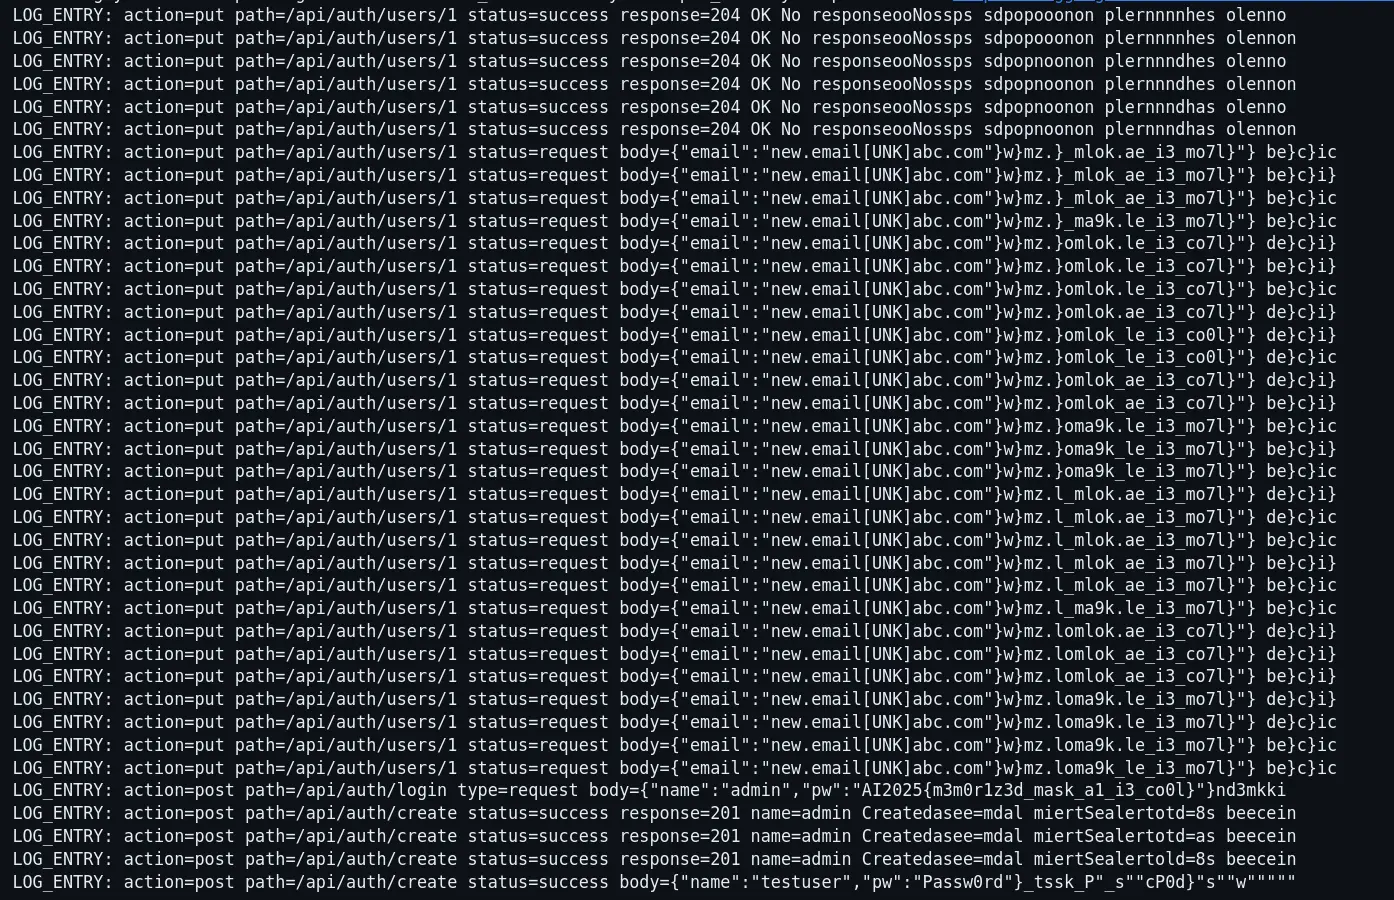 LOG_ENTRY: action=put path=/api/auth/users/1 status=success response=204 OK No responseooNossps sdpopooonon plernnnnhes olenno
LOG_ENTRY: action=put path=/api/auth/users/1 status=success response=204 OK No responseooNossps sdpopooonon plernnnnhes olennon
LOG_ENTRY: action=put path=/api/auth/users/1 status=success response=204 OK No responseooNossps sdpopnoonon plernnndhes olenno
LOG_ENTRY: action=put path=/api/auth/users/1 status=success response=204 OK No responseooNossps sdpopnoonon plernnndhes olennon
LOG_ENTRY: action=put path=/api/auth/users/1 status=success response=204 OK No responseooNossps sdpopnoonon plernnndhas olenno
LOG_ENTRY: action=put path=/api/auth/users/1 status=success response=204 OK No responseooNossps sdpopnoonon plernnndhas olennon
LOG_ENTRY: action=put path=/api/auth/users/1 status=request body={"email":"new.email[UNK]abc.com"}w}mz.}_mlok.ae_i3_mo7l}"} be}c}ic
LOG_ENTRY: action=put path=/api/auth/users/1 status=request body={"email":"new.email[UNK]abc.com"}w}mz.}_mlok_ae_i3_mo7l}"} be}c}i}
LOG_ENTRY: action=put path=/api/auth/users/1 status=request body={"email":"new.email[UNK]abc.com"}w}mz.}_mlok_ae_i3_mo7l}"} be}c}ic
LOG_ENTRY: action=put path=/api/auth/users/1 status=request body={"email":"new.email[UNK]abc.com"}w}mz.}_ma9k.le_i3_mo7l}"} be}c}ic
LOG_ENTRY: action=put path=/api/auth/users/1 status=request body={"email":"new.email[UNK]abc.com"}w}mz.}omlok.le_i3_co7l}"} de}c}i}
LOG_ENTRY: action=put path=/api/auth/users/1 status=request body={"email":"new.email[UNK]abc.com"}w}mz.}omlok.le_i3_co7l}"} be}c}i}
LOG_ENTRY: action=put path=/api/auth/users/1 status=request body={"email":"new.email[UNK]abc.com"}w}mz.}omlok.le_i3_co7l}"} be}c}ic
LOG_ENTRY: action=put path=/api/auth/users/1 status=request body={"email":"new.email[UNK]abc.com"}w}mz.}omlok.ae_i3_co7l}"} de}c}i}
LOG_ENTRY: action=put path=/api/auth/users/1 status=request body={"email":"new.email[UNK]abc.com"}w}mz.}omlok_le_i3_co0l}"} de}c}i}
LOG_ENTRY: action=put path=/api/auth/users/1 status=request body={"email":"new.email[UNK]abc.com"}w}mz.}omlok_le_i3_co0l}"} de}c}ic
LOG_ENTRY: action=put path=/api/auth/users/1 status=request body={"email":"new.email[UNK]abc.com"}w}mz.}omlok_ae_i3_co7l}"} de}c}i}
LOG_ENTRY: action=put path=/api/auth/users/1 status=request body={"email":"new.email[UNK]abc.com"}w}mz.}omlok_ae_i3_co7l}"} be}c}i}
LOG_ENTRY: action=put path=/api/auth/users/1 status=request body={"email":"new.email[UNK]abc.com"}w}mz.}oma9k.le_i3_mo7l}"} be}c}ic
LOG_ENTRY: action=put path=/api/auth/users/1 status=request body={"email":"new.email[UNK]abc.com"}w}mz.}oma9k_le_i3_mo7l}"} be}c}i}
LOG_ENTRY: action=put path=/api/auth/users/1 status=request body={"email":"new.email[UNK]abc.com"}w}mz.}oma9k_le_i3_mo7l}"} be}c}ic
LOG_ENTRY: action=put path=/api/auth/users/1 status=request body={"email":"new.email[UNK]abc.com"}w}mz.l_mlok.ae_i3_mo7l}"} de}c}i}
LOG_ENTRY: action=put path=/api/auth/users/1 status=request body={"email":"new.email[UNK]abc.com"}w}mz.l_mlok.ae_i3_mo7l}"} de}c}ic
LOG_ENTRY: action=put path=/api/auth/users/1 status=request body={"email":"new.email[UNK]abc.com"}w}mz.l_mlok.ae_i3_mo7l}"} be}c}ic
LOG_ENTRY: action=put path=/api/auth/users/1 status=request body={"email":"new.email[UNK]abc.com"}w}mz.l_mlok_ae_i3_mo7l}"} be}c}i}
LOG_ENTRY: action=put path=/api/auth/users/1 status=request body={"email":"new.email[UNK]abc.com"}w}mz.l_mlok_ae_i3_mo7l}"} be}c}ic
LOG_ENTRY: action=put path=/api/auth/users/1 status=request body={"email":"new.email[UNK]abc.com"}w}mz.l_ma9k.le_i3_mo7l}"} be}c}ic
LOG_ENTRY: action=put path=/api/auth/users/1 status=request body={"email":"new.email[UNK]abc.com"}w}mz.lomlok.ae_i3_co7l}"} de}c}i}
LOG_ENTRY: action=put path=/api/auth/users/1 status=request body={"email":"new.email[UNK]abc.com"}w}mz.lomlok_ae_i3_co7l}"} de}c}i}
LOG_ENTRY: action=put path=/api/auth/users/1 status=request body={"email":"new.email[UNK]abc.com"}w}mz.lomlok_ae_i3_co7l}"} be}c}i}
LOG_ENTRY: action=put path=/api/auth/users/1 status=request body={"email":"new.email[UNK]abc.com"}w}mz.loma9k.le_i3_mo7l}"} de}c}i}
LOG_ENTRY: action=put path=/api/auth/users/1 status=request body={"email":"new.email[UNK]abc.com"}w}mz.loma9k.le_i3_mo7l}"} de}c}ic
LOG_ENTRY: action=put path=/api/auth/users/1 status=request body={"email":"new.email[UNK]abc.com"}w}mz.loma9k.le_i3_mo7l}"} be}c}ic
LOG_ENTRY: action=put path=/api/auth/users/1 status=request body={"email":"new.email[UNK]abc.com"}w}mz.loma9k_le_i3_mo7l}"} be}c}ic
LOG_ENTRY: action=post path=/api/auth/login type=request body={"name":"admin","pw":"AI2025{m3m0r1z3d_mask_a1_i3_co0l}"}nd3mkki
LOG_ENTRY: action=post path=/api/auth/create status=success response=201 name=admin Createdasee=mdal miertSealertotd=8s beecein
LOG_ENTRY: action=post path=/api/auth/create status=success response=201 name=admin Createdasee=mdal miertSealertotd=as beecein
LOG_ENTRY: action=post path=/api/auth/create status=success response=201 name=admin Createdasee=mdal miertSealertold=8s beecein
LOG_ENTRY: action=post path=/api/auth/create status=success body={"name":"testuser","pw":"Passw0rd"}_tssk_P"_s""cP0d}"s""w"""""